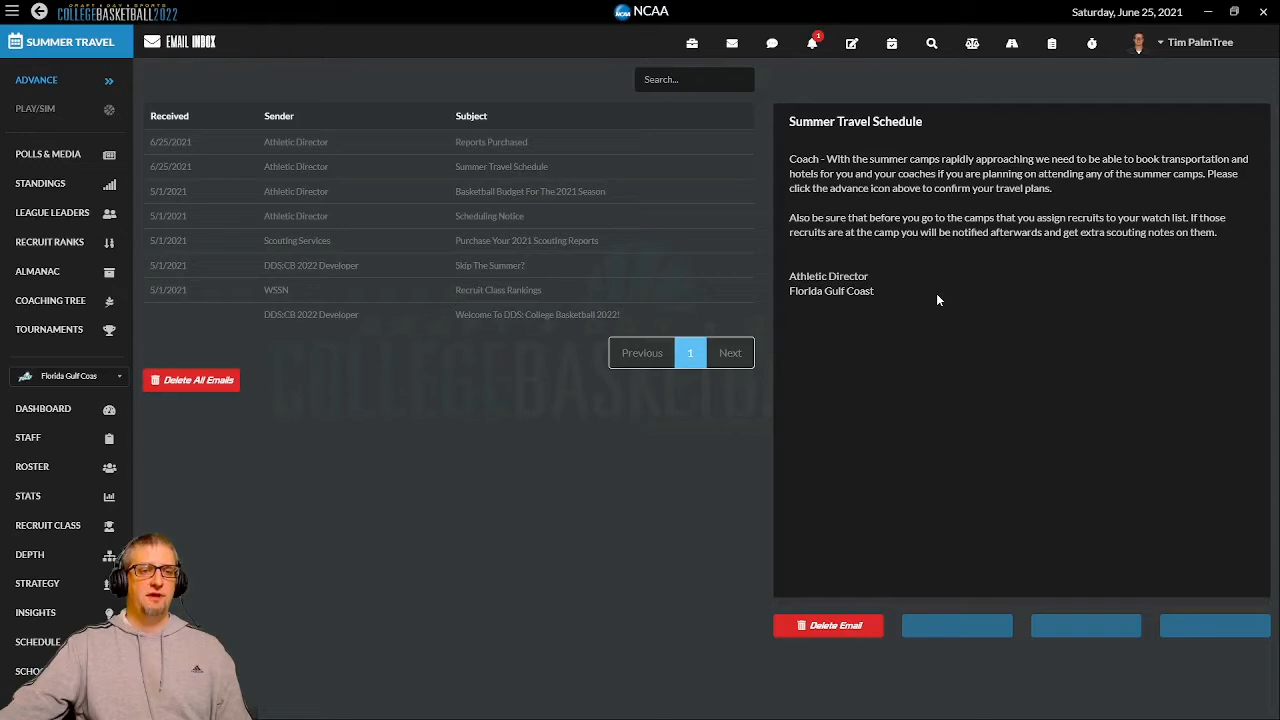 DRAFT DAY SPORTS
COLLEGEBASKETBALL2022
NCAA
NCAA
Saturday, June 25, 2021
SUMMER TRAVEL
EMAIL INBOX
1
Tim PalmTree
ADVANCE
PLAY/SIM
POLLS & MEDIA
STANDINGS
LEAGUE LEADERS
RECRUIT RANKS
ALMANAC
COACHING TREE
TOURNAMENTS
Florida Gulf Coas
DASHBOARD
STAFF
ROSTER
STATS
RECRUIT CLASS
DEPTH
STRATEGY
INSIGHTS
SCHEDULE
SCHO
Search...
Received Sender Subject
6/25/2021 Athletic Director Reports Purchased
6/25/2021 Athletic Director Summer Travel Schedule
5/1/2021 Athletic Director Basketball Budget For The 2021 Season
5/1/2021 Athletic Director Scheduling Notice
5/1/2021 Scouting Services Purchase Your 2021 Scouting Reports
5/1/2021 DDS:CB 2022 Developer Skip The Summer?
5/1/2021 WSSN Recruit Class Rankings
DDS:CB 2022 Developer Welcome To DDS: College Basketball 2022!
Previous 1 Next
Delete All Emails
COLLEGEBASKETBA
Summer Travel Schedule
Coach - With the summer camps rapidly approaching we need to be able to book transportation and
hotels for you and your coaches if you are planning on attending any of the summer camps. Please
click the advance icon above to confirm your travel plans.
Also be sure that before you go to the camps that you assign recruits to your watch list. If those
recruits are at the camp you will be notified afterwards and get extra scouting notes on them.
Athletic Director
Florida Gulf Coast
Delete Email